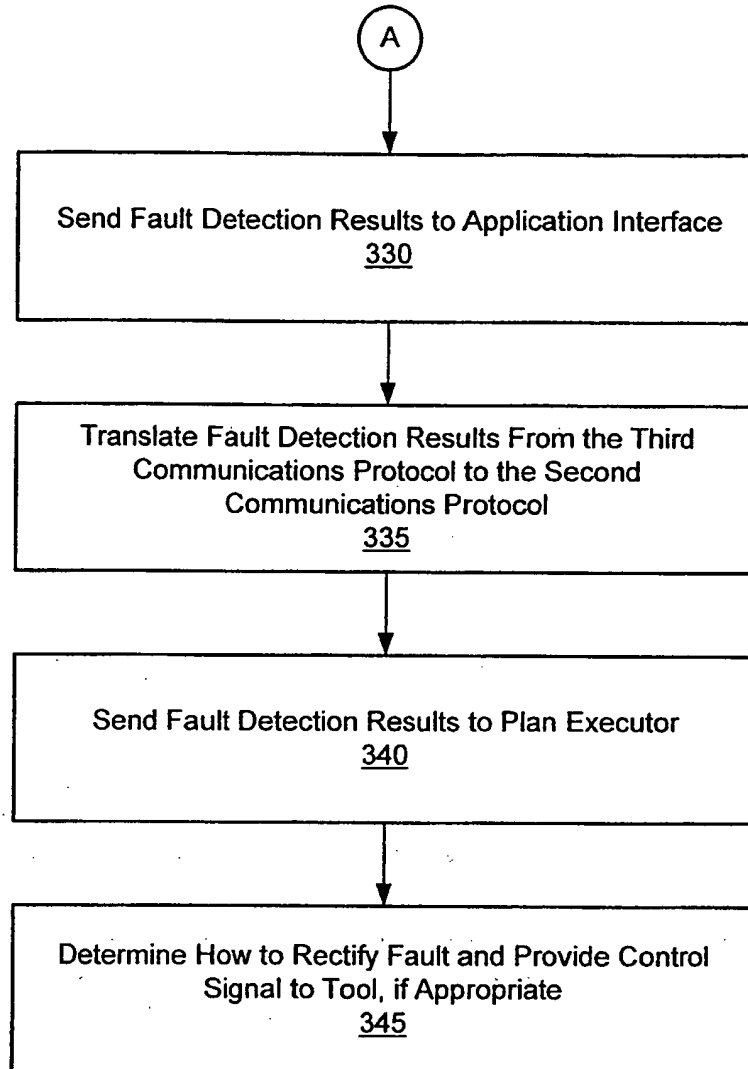 A
Send Fault Detection Results to Application Interface
330
Translate Fault Detection Results From the Third
Communications Protocol to the Second
Communications Protocol
335
Send Fault Detection Results to Plan Executor
340
Determine How to Rectify Fault and Provide Control
Signal to Tool, if Appropriate
345